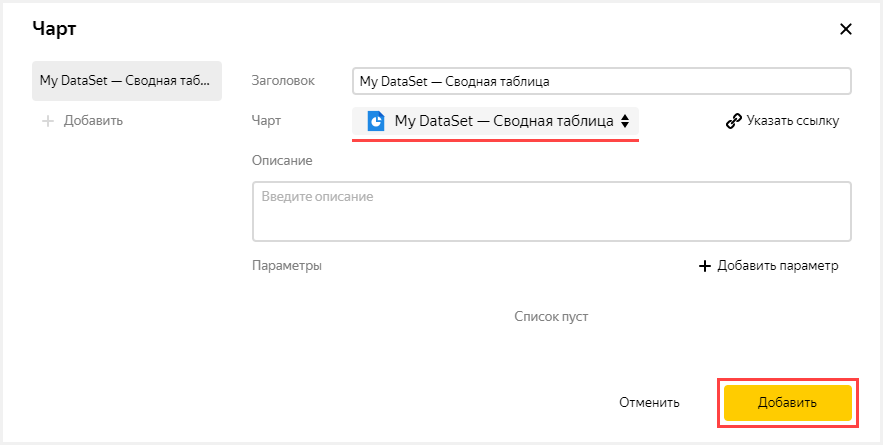 Чарт
My DataSet — Сводная таб...
Добавить
Заголовок
My DataSet — Сводная таблица
Чарт
My DataSet — Сводная таблица
Указать ссылку
Описание
Введите описание
Параметры
Добавить параметр
Список пуст
Отменить
Добавить